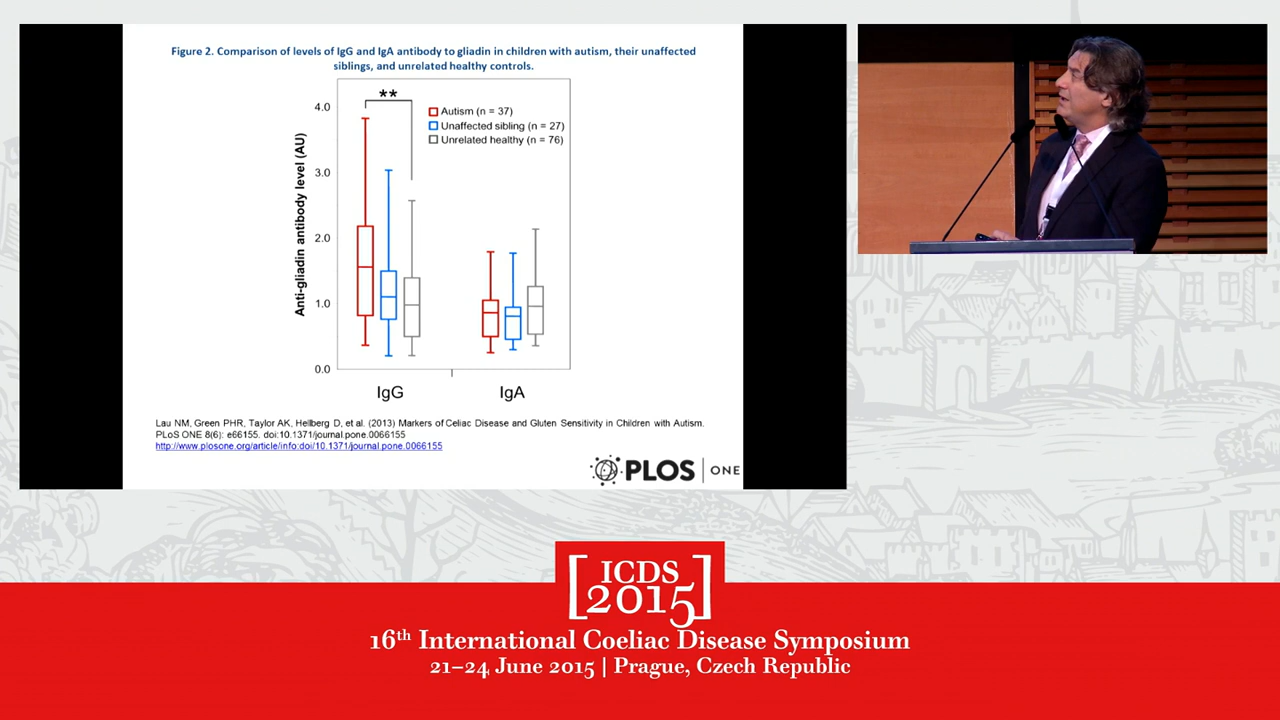 Figure 2. Comparison of levels of IgG and IgA antibody to gliadin in children with autism, their unaffected
siblings, and unrelated healthy controls.
**
4.0
3.0
2.0
1.0
0.0
Anti-gliadin antibody level (AU)
Autism (n = 37)
Unaffected sibling (n = 27)
Unrelated healthy (n = 76)
IgG
IgA
Lau NM, Green PHR, Taylor AK, Hellberg D, et al. (2013) Markers of Celiac Disease and Gluten Sensitivity in Children with Autism.
PLoS ONE 8(6): e66155. doi:10.1371/journal.pone.0066155
http://www.plosone.org/article/info:doi/10.1371/journal.pone.0066155
PLOS | ONE
[ICDS
2015]
16th International Coeliac Disease Symposium
21–24 June 2015 | Prague, Czech Republic